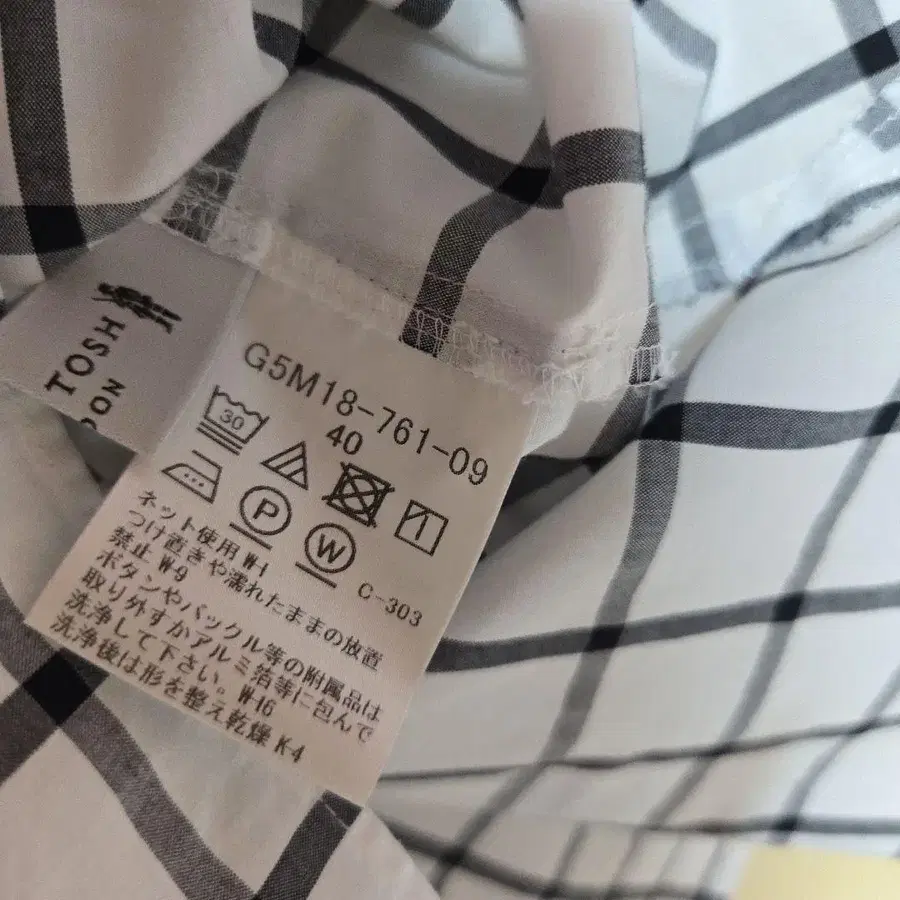 TOSH
DON
G5M18-761-09
40
30
P
W
C-303
ネット使用 W-1
つけ置きや濡れたままの放置
禁止 W-9
ボタンやバックル等の附属品は
取り外すかアルミ箔等に包んで
洗浄して下さい。W-16
洗浄後は形を整え乾燥 K-4